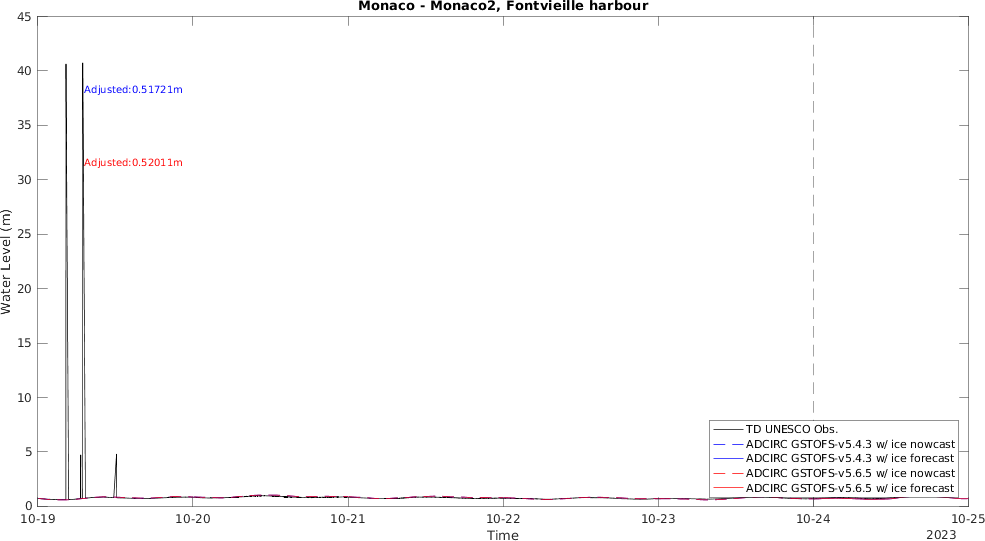 Monaco - Monaco2, Fontvieille harbour
45
40
35
30
25
20
15
10
5
0
Water Level (m)
Adjusted:0.51721m
Adjusted:0.52011m
TD UNESCO Obs.
ADCIRC GSTOFS-v5.4.3 w/ ice nowcast
ADCIRC GSTOFS-v5.4.3 w/ ice forecast
ADCIRC GSTOFS-v5.6.5 w/ ice nowcast
ADCIRC GSTOFS-v5.6.5 w/ ice forecast
10-19 10-20 10-21 10-22 10-23 10-24 10-25
Time
2023